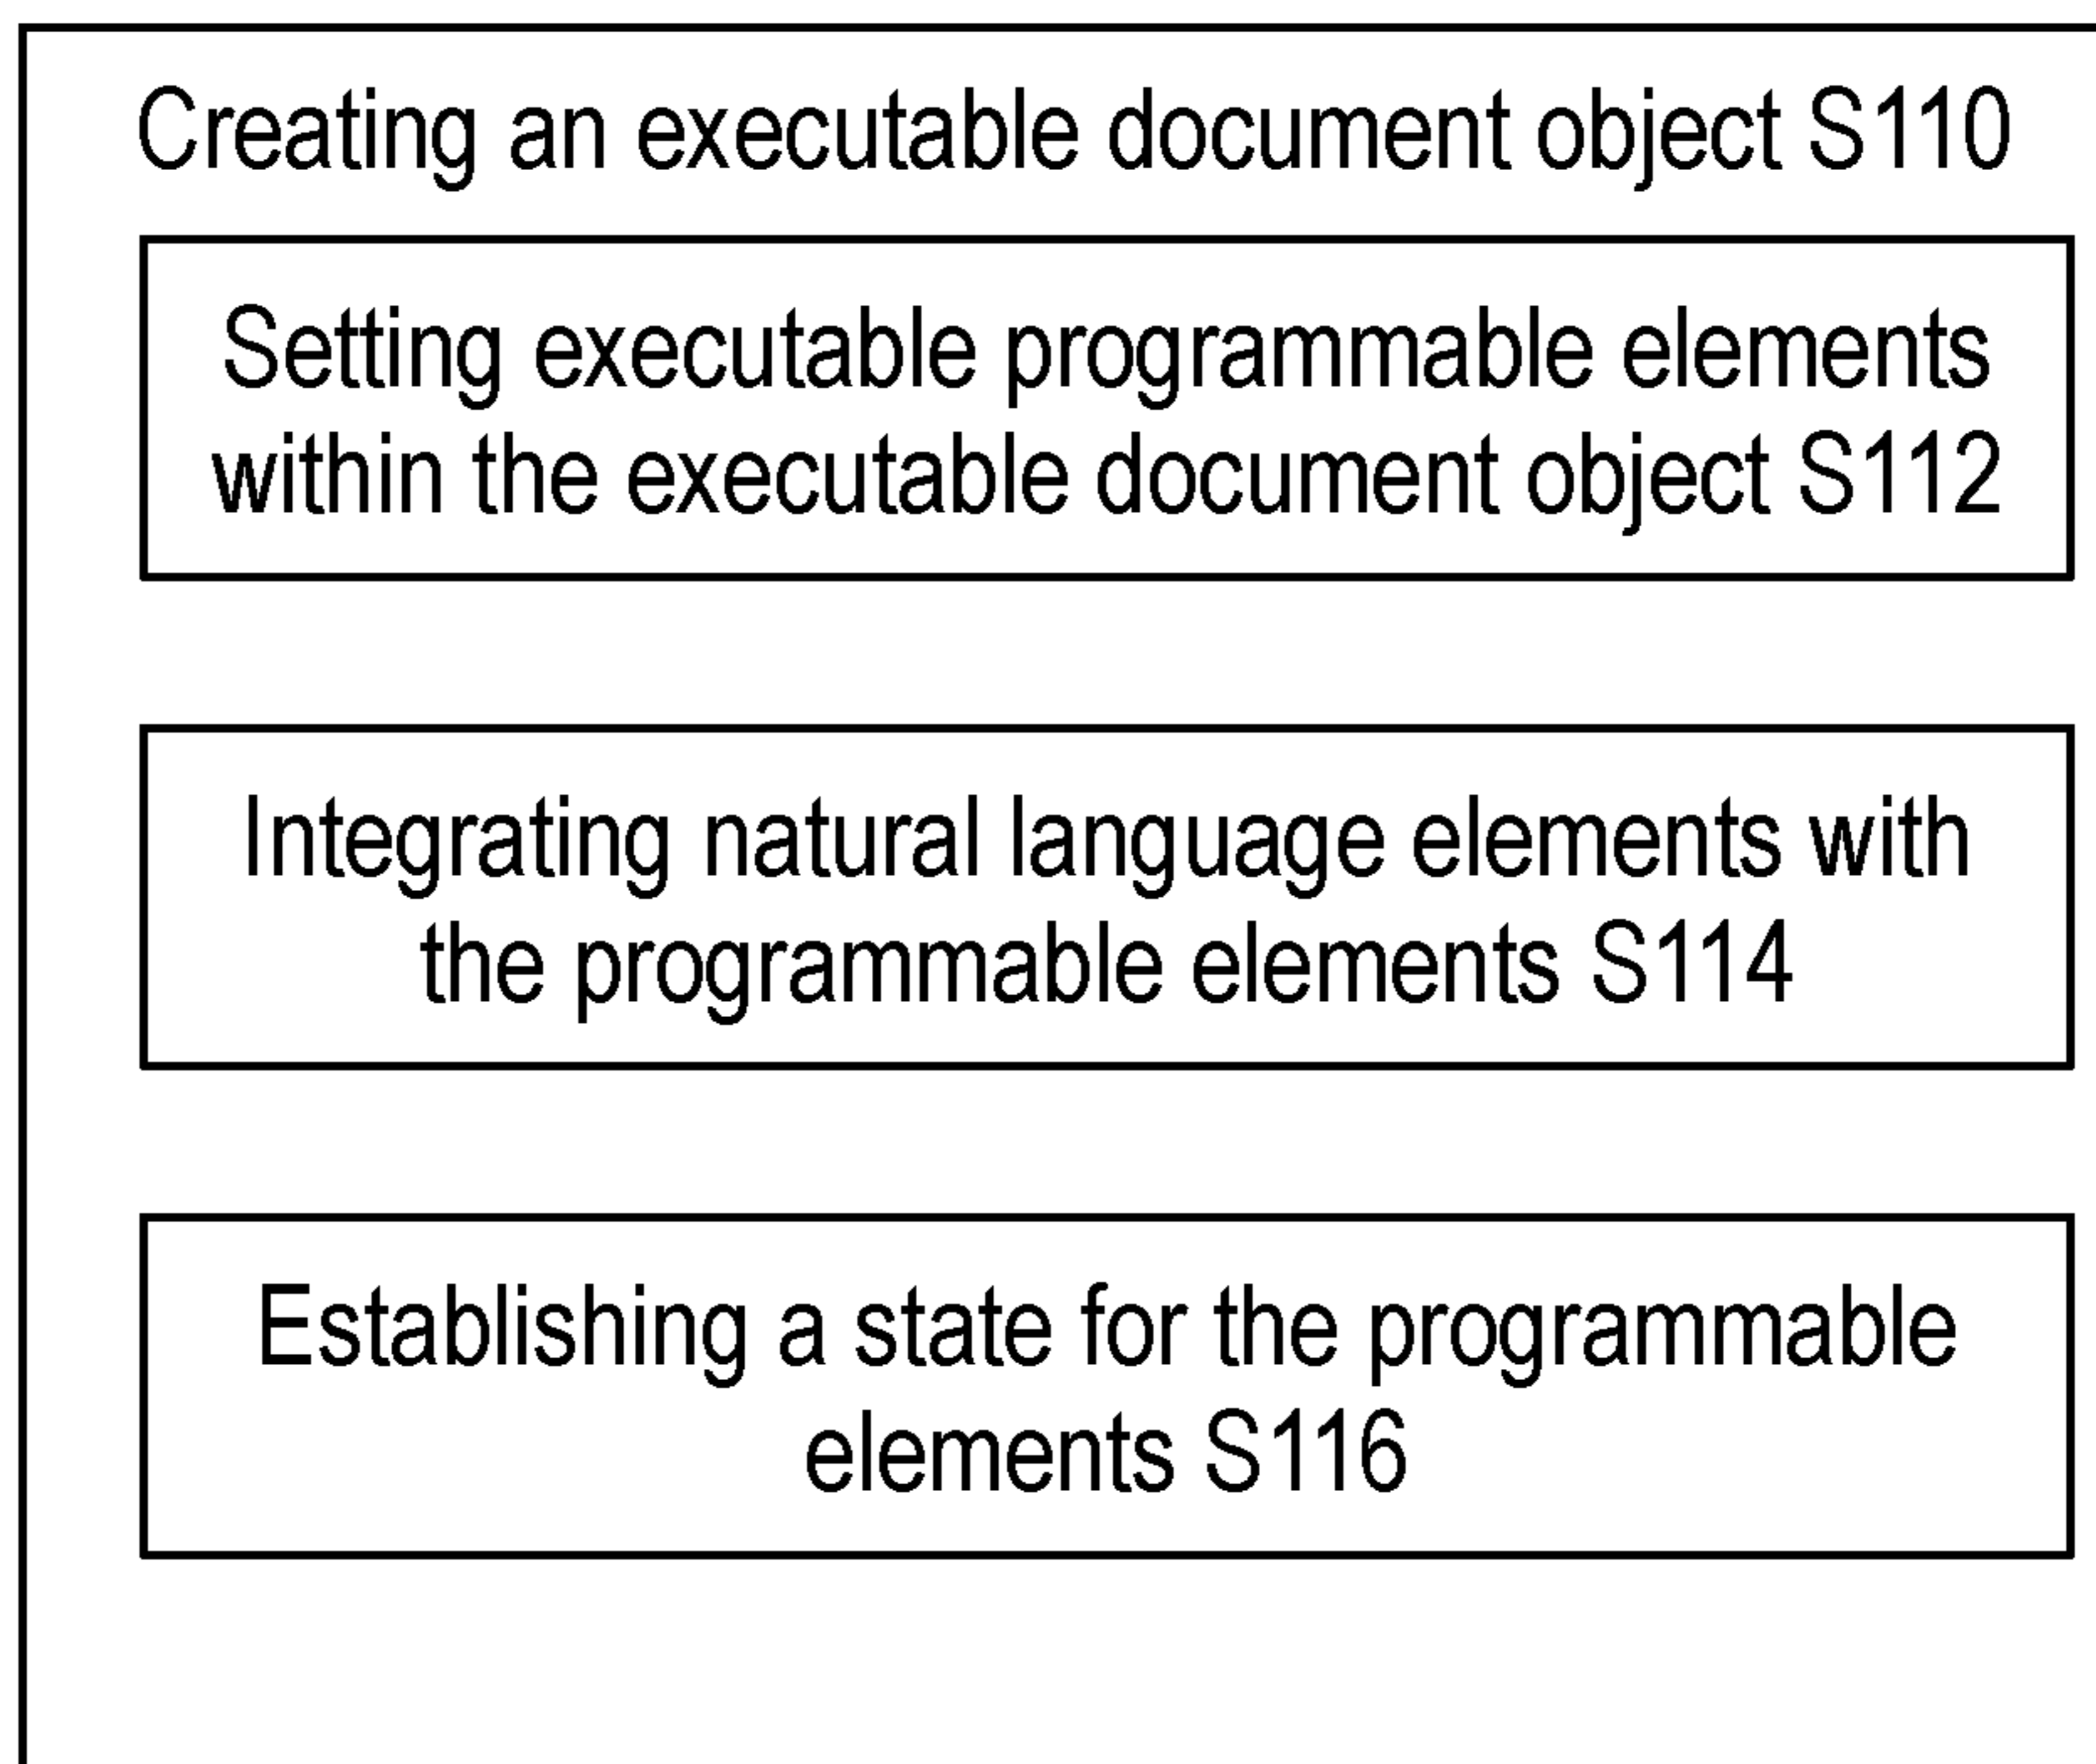 Creating an executable document object S110
Setting executable programmable elements
within the executable document object S112
Integrating natural language elements with
the programmable elements S114
Establishing a state for the programmable
elements S116